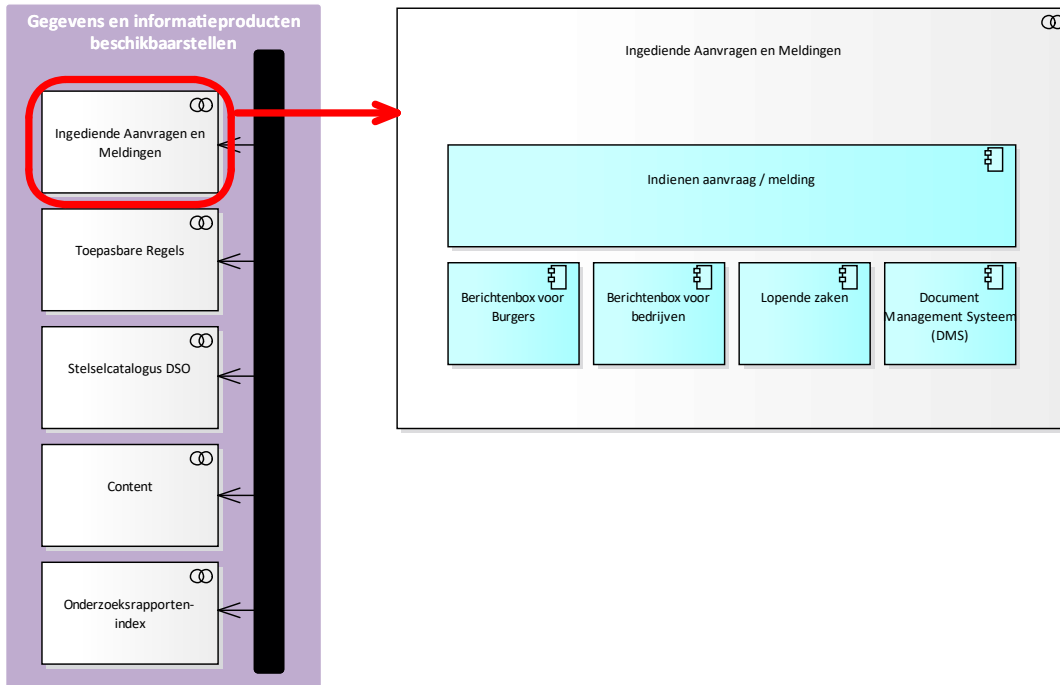 Gegevens en informatieproducten
beschikbaarstellen
Ingediende Aanvragen en
Meldingen
Toepasbare Regels
Stelselcatalogus DSO
Content
Onderzoeksrapporten-
index
Ingediende Aanvragen en Meldingen
Indienen aanvraag / melding
Berichtenbox voor
Burgers
Berichtenbox voor
bedrijven
Lopende zaken
Document
Management Systeem
(DMS)